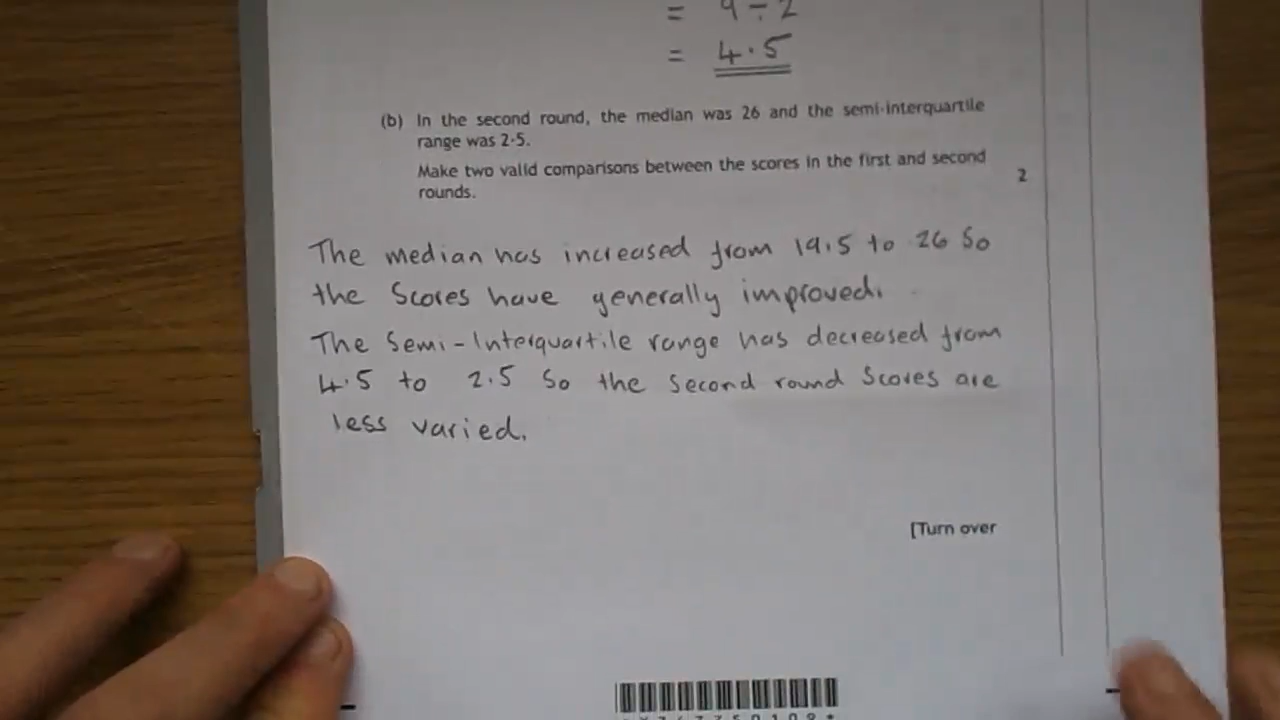 = 9 ÷ 2
= 4.5
(b) In the second round, the median was 26 and the semi-interquartile
range was 2·5.
Make two valid comparisons between the scores in the first and second
rounds.
2
The median has increased from 19.5 to 26 So
the Scores have generally improved.
The Semi-Interquartile range has decreased from
4.5 to 2.5 So the Second round Scores are
less varied.
[Turn over